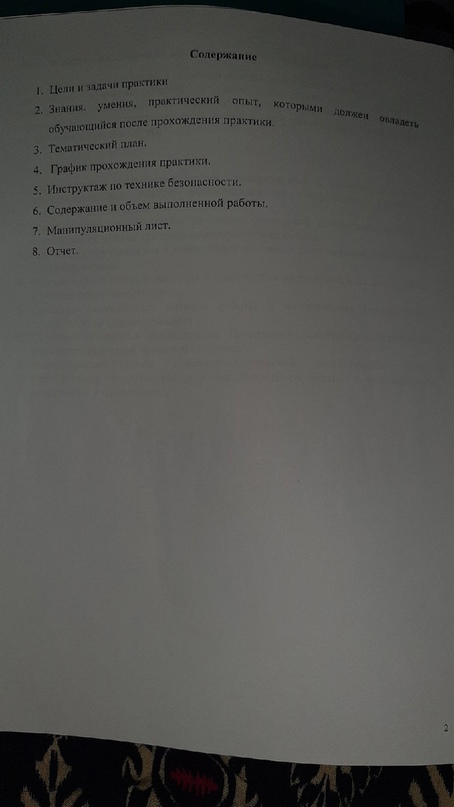 Содержание
1. Цели и задачи практики
2. Знания, умения, практический опыт, которыми должен овладеть
обучающийся после прохождения практики.
3. Тематический план.
4. График прохождения практики.
5. Инструктаж по технике безопасности.
6. Содержание и объем выполненной работы.
7. Манипуляционный лист.
8. Отчет.
2